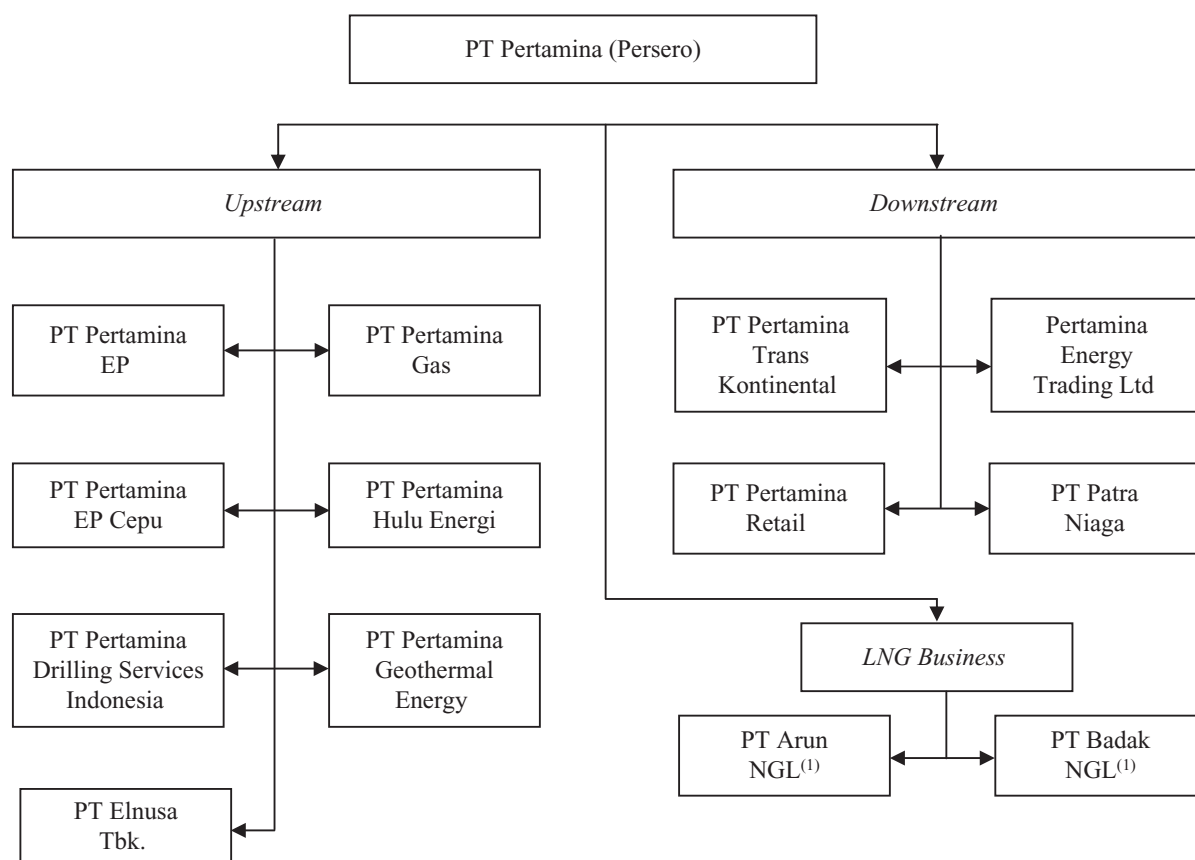 PT Pertamina (Persero)
Upstream
Downstream
PT Pertamina
EP
PT Pertamina
Gas
PT Pertamina
EP Cepu
PT Pertamina
Hulu Energi
PT Pertamina
Drilling Services
Indonesia
PT Pertamina
Geothermal
Energy
PT Elnusa
Tbk.
PT Pertamina
Trans
Kontinental
Pertamina
Energy
Trading Ltd
PT Pertamina
Retail
PT Patra
Niaga
LNG Business
PT Arun
NGL(1)
PT Badak
NGL(1)